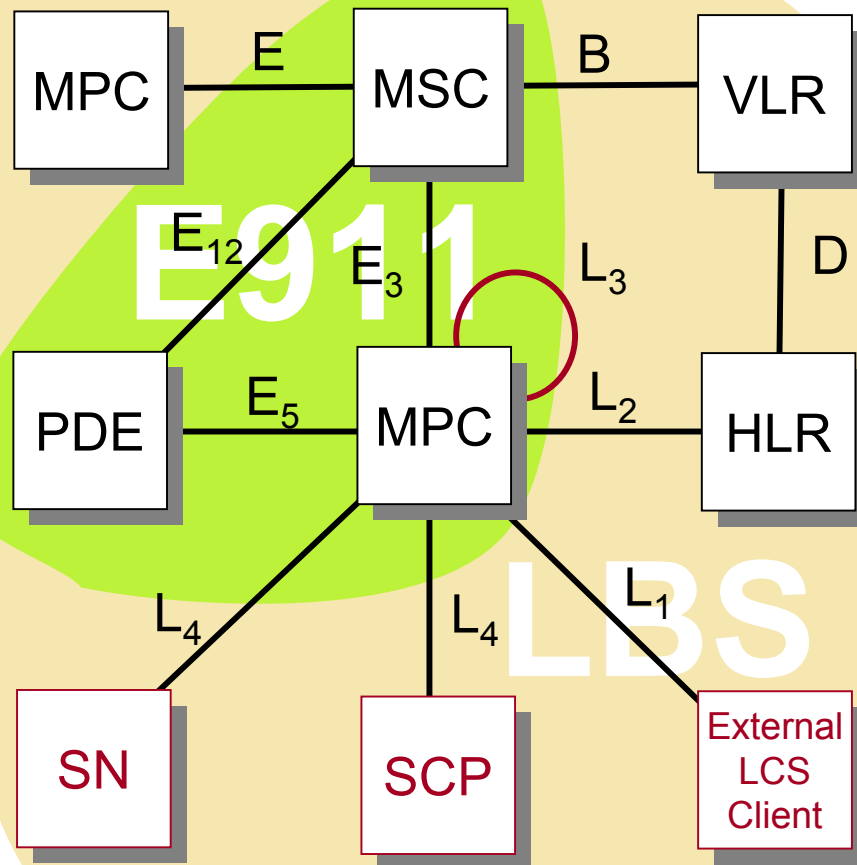 E
B
MPC
MSC
VLR
E911
E₁₂
E₃
L₃
D
E₅
L₂
PDE
MPC
HLR
LBS
L₄
L₄
L₁
SN
SCP
External
LCS
Client